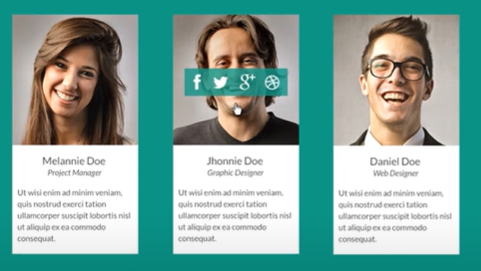 Melannie Doe
Project Manager
Ut wisi enim ad minim veniam,
quis nostrud exerci tation
ullamcorper suscipit lobortis nisl
ut aliquip ex ea commodo
consequat.
f g+
Jhonnie Doe
Graphic Designer
Ut wisi enim ad minim veniam,
quis nostrud exerci tation
ullamcorper suscipit lobortis nisl
ut aliquip ex ea commodo
consequat.
Daniel Doe
Web Designer
Ut wisi enim ad minim veniam,
quis nostrud exerci tation
ullamcorper suscipit lobortis nisl
ut aliquip ex ea commodo
consequat.